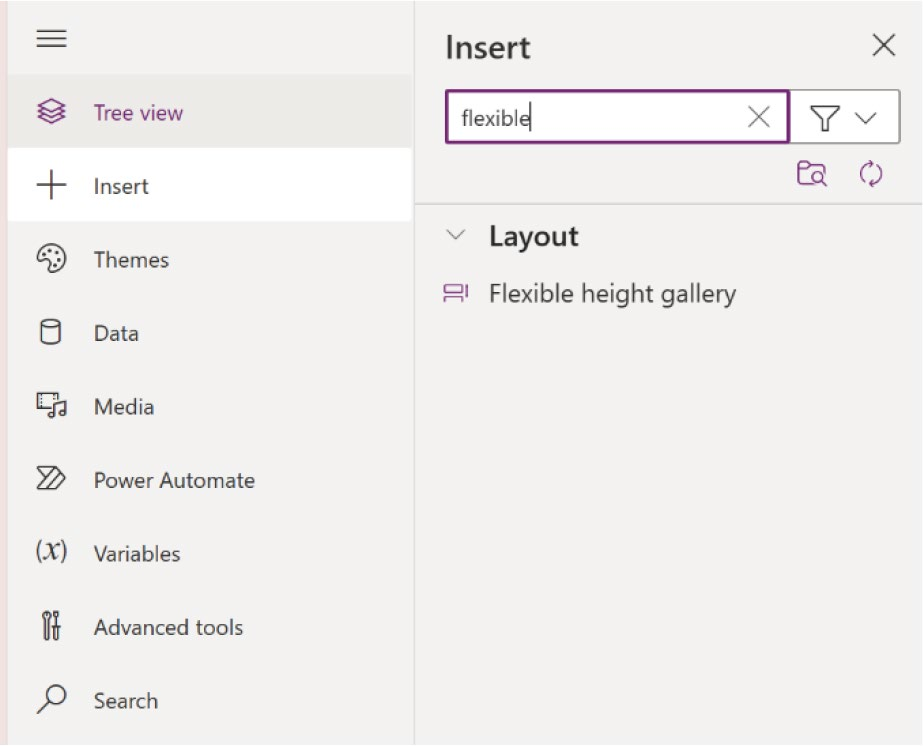 Tree view
Insert
Themes
Data
Media
Power Automate
(x) Variables
Advanced tools
Search
Insert
flexible
Layout
Flexible height gallery